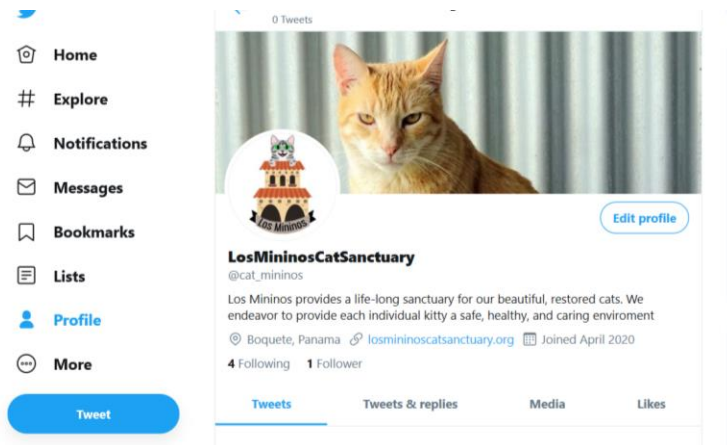 0 Tweets
Home
Explore
Notifications
Messages
Bookmarks
Lists
Profile
More
Tweet
Los Mininos
Edit profile
LosMininosCatSanctuary
@cat_mininos
Los Mininos provides a life-long sanctuary for our beautiful, restored cats. We
endeavor to provide each individual kitty a safe, healthy, and caring enviroment
Boquete, Panama losmininoscatsanctuary.org Joined April 2020
4 Following 1 Follower
Tweets Tweets & replies Media Likes